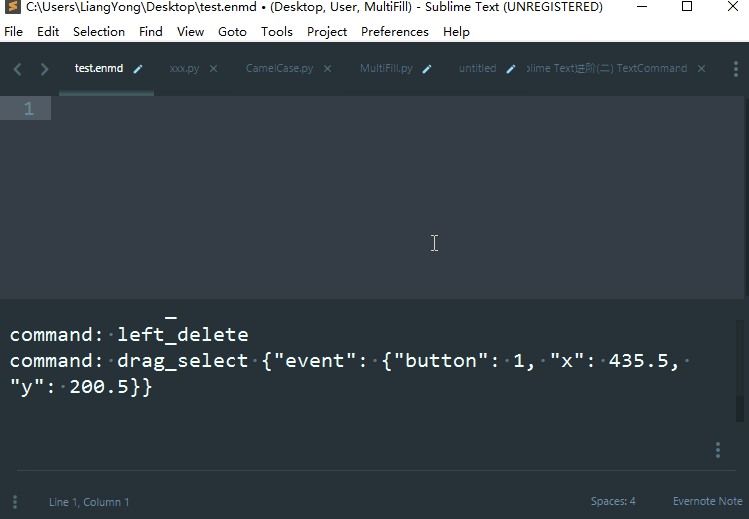 C:\Users\LiangYong\Desktop\test.enmd • (Desktop, User, MultiFill) - Sublime Text (UNREGISTERED)
File Edit Selection Find View Goto Tools Project Preferences Help
test.enmd xxx.py CamelCase.py MultiFill.py untitled lime Text进阶(二) TextCommand
1
command: left_delete
command: drag_select {"event": {"button": 1, "x": 435.5,
"y": 200.5}}
Line 1, Column 1 Spaces: 4 Evernote Note